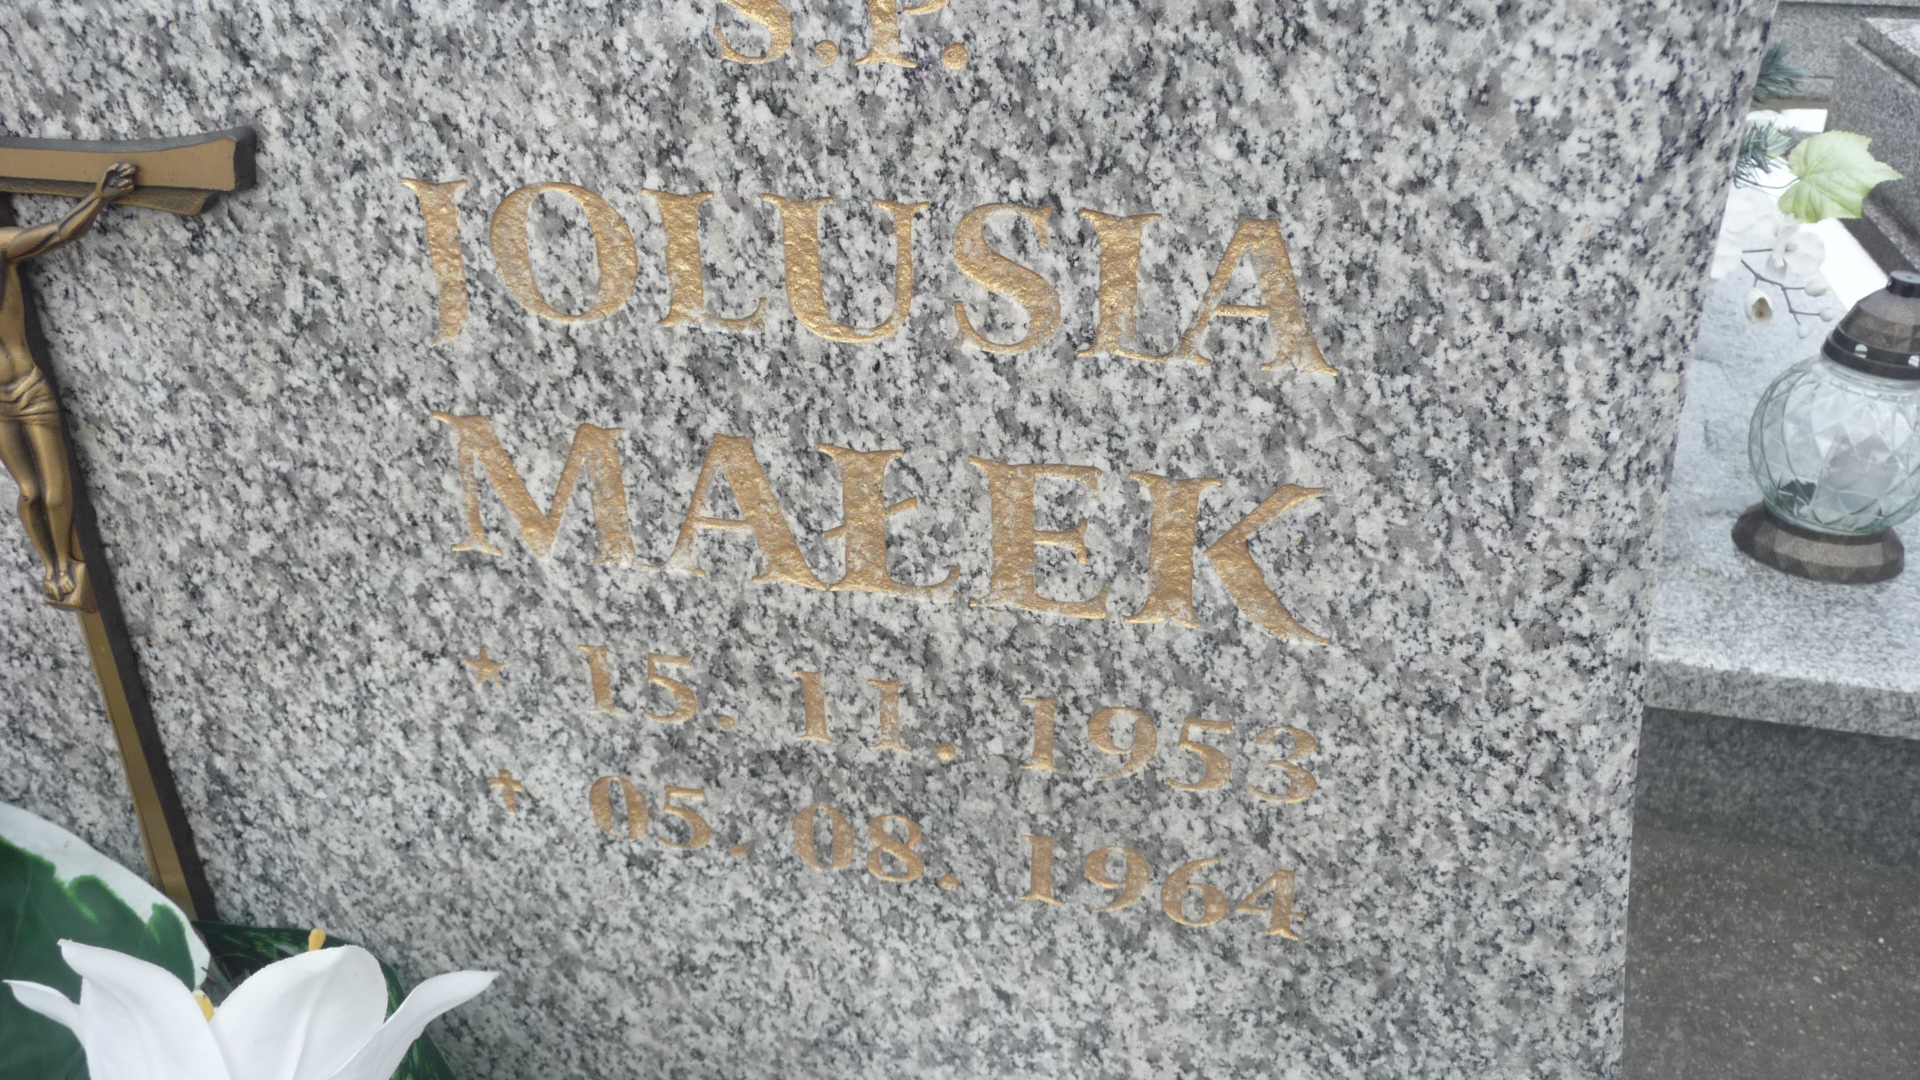 Ś.P.
JOLUSIA
MAŁEK
* 15. 11. 1953
✝ 05. 08. 1964